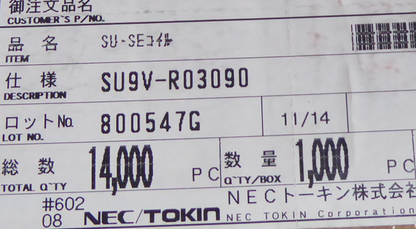 御注文品名
CUSTOMER'S P/NO.
品名 SU-SEコイル
ITEM
仕様 SU9V-R03090
DESCRIPTION
ロットNo. 800547G 11/14
LOT NO.
総数 14,000 PC 数量 1,000 PC
TOTAL Q'TY Q'TY/BOX
#602 NECトーキン株式会社
08 NEC/TOKIN NEC TOKIN Corporation